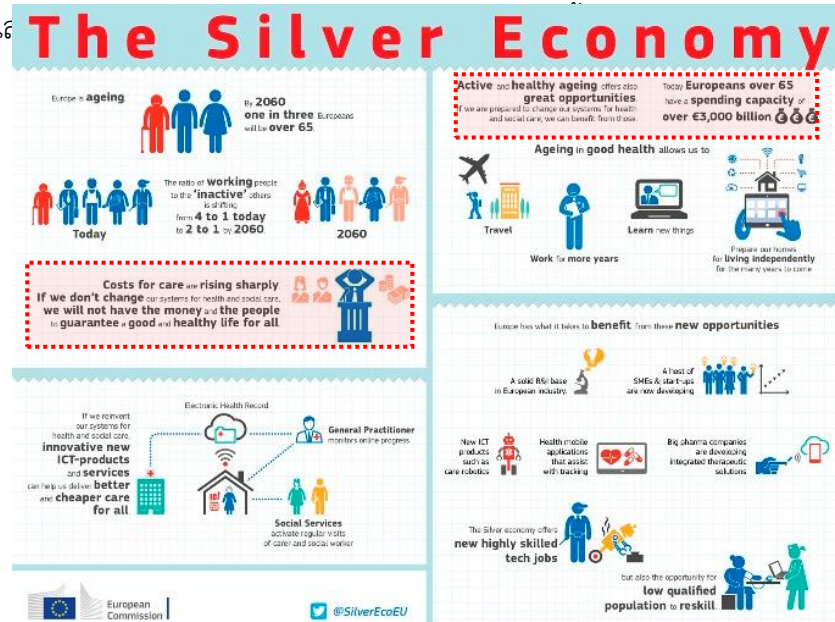 The Silver Economy
Europe is ageing
By 2060
one in three Europeans
will be over 65.
The ratio of working people
to the 'inactive' others
is shifting
from 4 to 1 today
to 2 to 1 by 2060.
Today
2060
Costs for care are rising sharply.
If we don't change our systems for health and social care,
we will not have the money and the people
to guarantee a good and healthy life for all.
If we reinvent
our systems for
health and social care,
innovative new
ICT-products
and services
can help us deliver better
and cheaper care
for all.
Electronic Health Record
General Practitioner
monitors online progress
Social Services
activate regular visits
of carer and social worker
European
Commission
@SilverEcoEU
Active and healthy ageing offers also
great opportunities.
If we are prepared to change our systems for health
and social care, we can benefit from those.
Today Europeans over 65
have a spending capacity of
over €3,000 billion.
Ageing in good health allows us to
Travel
Work for more years
Learn new things
Prepare our homes
for living independently
for the many years to come
Europe has what it takes to benefit from these new opportunities
A solid R&I base
in European industry.
A host of
SMEs & start-ups
are now developing
New ICT
products
such as
care robotics
Health mobile
applications
that assist
with tracking
Big pharma companies
are developing
integrated therapeutic
solutions
The Silver economy offers
new highly skilled
tech jobs
but also the opportunity for
low qualified
population to reskill.